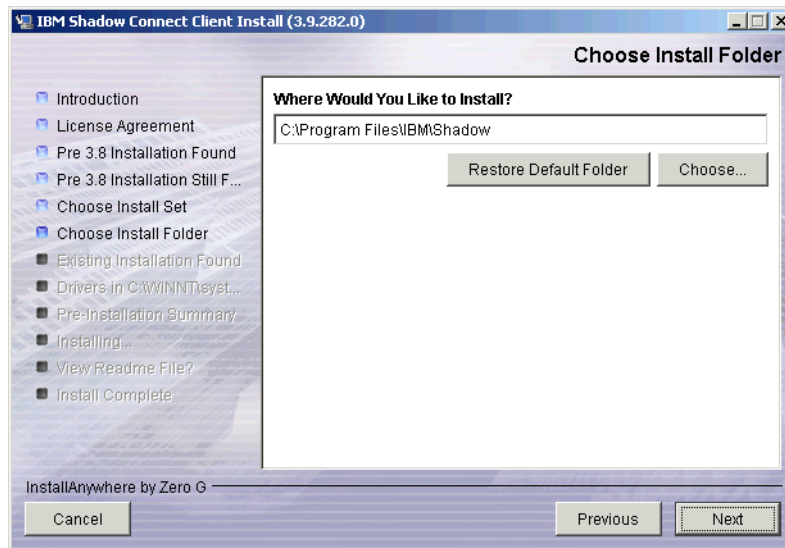 IBM Shadow Connect Client Install (3.9.282.0)
Choose Install Folder
Introduction
License Agreement
Pre 3.8 Installation Found
Pre 3.8 Installation Still F...
Choose Install Set
Choose Install Folder
Existing Installation Found
Drivers in C:\WINNT\syst...
Pre-Installation Summary
Installing...
View Readme File?
Install Complete
Where Would You Like to Install?
C:\Program Files\IBM\Shadow
Restore Default Folder
Choose...
InstallAnywhere by Zero G
Cancel
Previous
Next